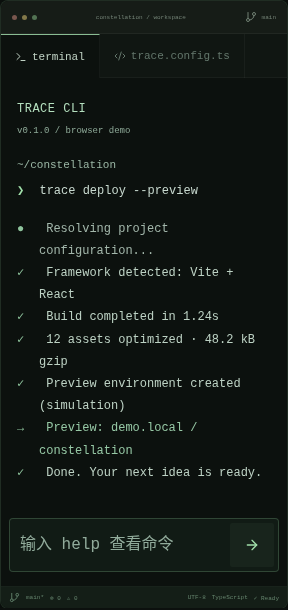 constellation / workspace
main
terminal
trace.config.ts
TRACE CLI
v0.1.0 / browser demo
~/constellation
❯ trace deploy --preview
● Resolving project
configuration...
✓ Framework detected: Vite +
React
✓ Build completed in 1.24s
✓ 12 assets optimized · 48.2 kB
gzip
✓ Preview environment created
(simulation)
→ Preview: demo.local /
constellation
✓ Done. Your next idea is ready.
输入 help 查看命令
main* ⊗ 0 ⚠ 0
UTF-8 TypeScript ✓ Ready